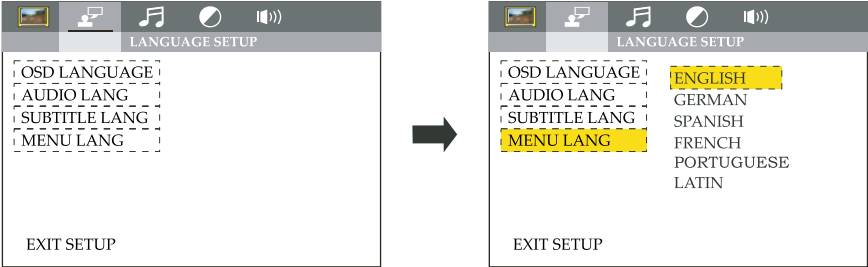 LANGUAGE SETUP
OSD LANGUAGE
AUDIO LANG
SUBTITLE LANG
MENU LANG
EXIT SETUP
LANGUAGE SETUP
OSD LANGUAGE
AUDIO LANG
SUBTITLE LANG
MENU LANG
ENGLISH
GERMAN
SPANISH
FRENCH
PORTUGUESE
LATIN
EXIT SETUP